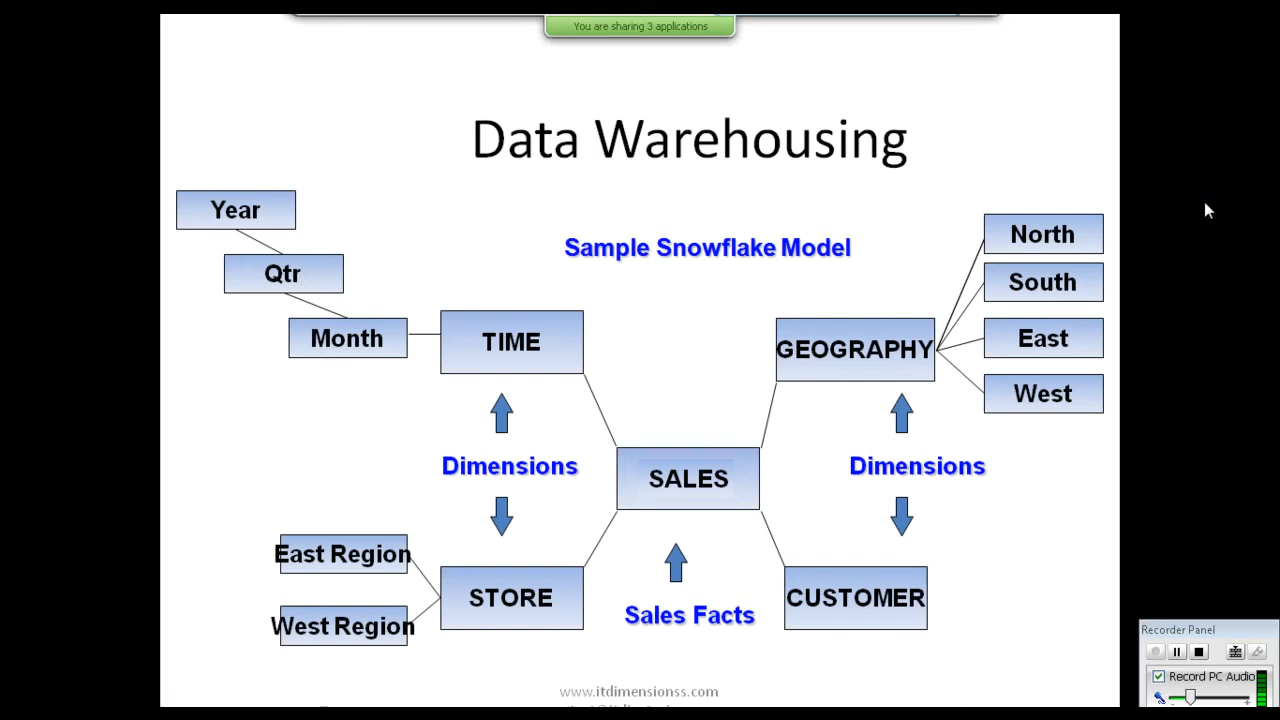 You are sharing 3 applications
Data Warehousing
Year
Qtr
Month
Sample Snowflake Model
North
South
East
West
TIME
GEOGRAPHY
Dimensions
Dimensions
SALES
East Region
West Region
STORE
Sales Facts
CUSTOMER
www.itdimensionss.com
Recorder Panel
Record PC Audio